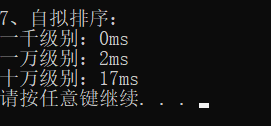 7、自拟排序：
一千级别：0ms
一万级别：2ms
十万级别：17ms
请按任意键继续. . .